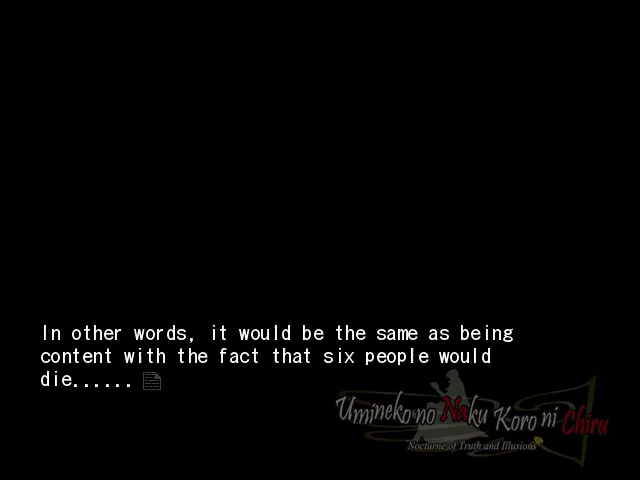 In other words, it would be the same as being
content with the fact that six people would
die......
Umineko no Naku Koro ni Chiru
Nocturne of Truth and Illusions